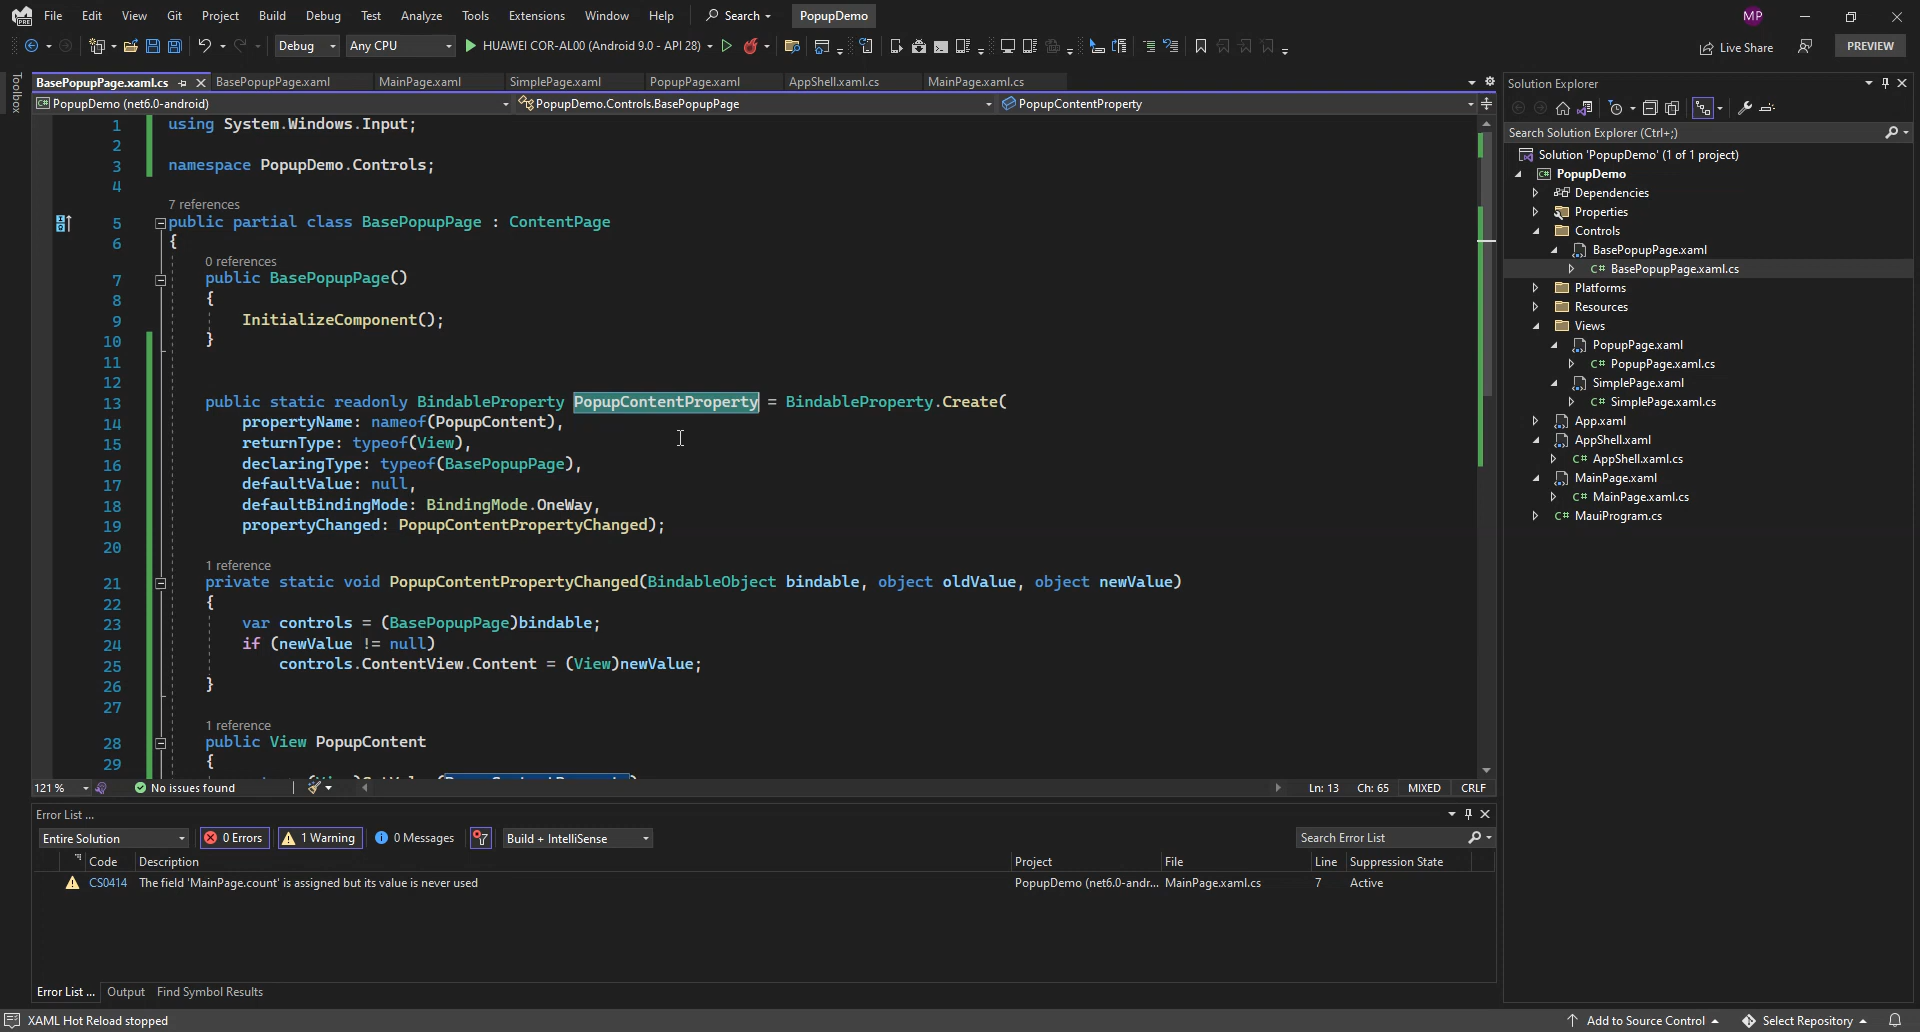 File Edit View Git Project Build Debug Test Analyze Tools Extensions Window Help Search PopupDemo MP
Debug Any CPU HUAWEI COR-AL00 (Android 9.0 - API 28) Live Share PREVIEW
Toolbox
BasePopupPage.xaml.cs BasePopupPage.xaml MainPage.cs SimplePage.xaml PopupPage.xaml AppShell.xaml.cs MainPage.xaml.cs
PopupDemo (net6.0-android) PopupDemo.Controls.BasePopupPage PopupContentProperty
1 using System.Windows.Input;
2
3 namespace PopupDemo.Controls;
4
7 references
5 public partial class BasePopupPage : ContentPage
6 {
0 references
7 public BasePopupPage()
8 {
9 InitializeComponent();
10 }
11
12
13 public static readonly BindableProperty PopupContentProperty = BindableProperty.Create(
14 propertyName: nameof(PopupContent),
15 returnType: typeof(View),
16 declaringType: typeof(BasePopupPage),
17 defaultValue: null,
18 defaultBindingMode: BindingMode.OneWay,
19 propertyChanged: PopupContentPropertyChanged);
20
1 reference
21 private static void PopupContentPropertyChanged(BindableObject bindable, object oldValue, object newValue)
22 {
23 var controls = (BasePopupPage)bindable;
24 if (newValue != null)
25 controls.ContentView.Content = (View)newValue;
26 }
27
1 reference
28 public View PopupContent
29 {
121 % No issues found Ln: 13 Ch: 65 MIXED CRLF
Error List ...
Entire Solution 0 Errors 1 Warning 0 Messages Build + IntelliSense Search Error List
Code Description Project File Line Suppression State
CS0414 The field 'MainPage.count' is assigned but its value is never used PopupDemo (net6.0-andr... MainPage.xaml.cs 7 Active
Error List ... Output Find Symbol Results
Solution Explorer
Search Solution Explorer (Ctrl+;)
Solution 'PopupDemo' (1 of 1 project)
PopupDemo
Dependencies
Properties
Controls
BasePopupPage.xaml
C# BasePopupPage.xaml.cs
Platforms
Resources
Views
PopupPage.xaml
C# PopupPage.xaml.cs
SimplePage.xaml
C# SimplePage.xaml.cs
App.xaml
AppShell.xaml
C# AppShell.xaml.cs
MainPage.xaml
C# MainPage.xaml.cs
C# MauiProgram.cs
XAML Hot Reload stopped Add to Source Control Select Repository